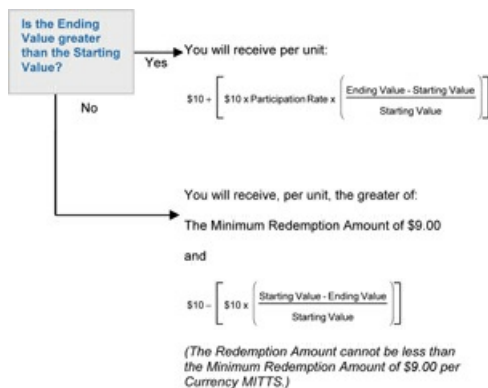 Is the Ending
Value greater
than the Starting
Value?
Yes
You will receive per unit:
$10 + [ $10 x Participation Rate x ( Ending Value - Starting Value
Starting Value ) ]
No
You will receive, per unit, the greater of:
The Minimum Redemption Amount of $9.00
and
$10 – [ $10 x ( Starting Value - Ending Value
Starting Value ) ]
(The Redemption Amount cannot be less than
the Minimum Redemption Amount of $9.00 per
Currency MITTS.)